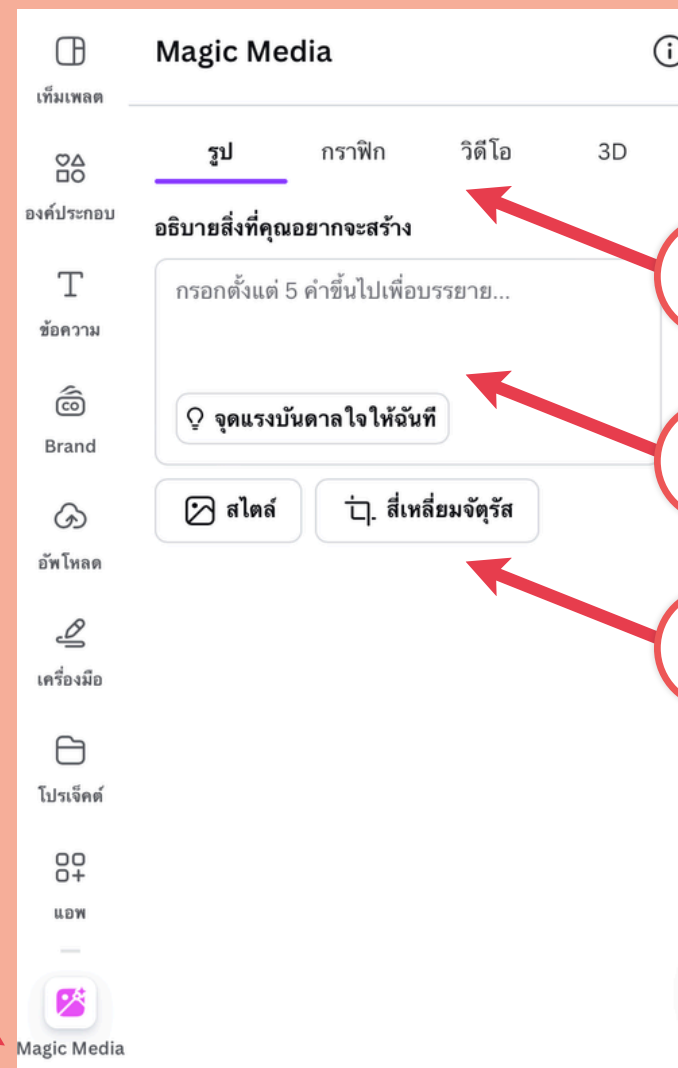 Magic Media
เท็มเพลต
รูป กราฟิก วิดีโอ 3D
องค์ประกอบ
อธิบายสิ่งที่คุณอยากจะสร้าง
กรอกตั้งแต่ 5 คำขึ้นไปเพื่อบรรยาย...
ข้อความ
จุดแรงบันดาลใจให้ฉันที
CO
Brand
สไตล์ สี่เหลี่ยมจัตุรัส
อัพโหลด
เครื่องมือ
โปรเจ็คต์
แอพ
Magic Media